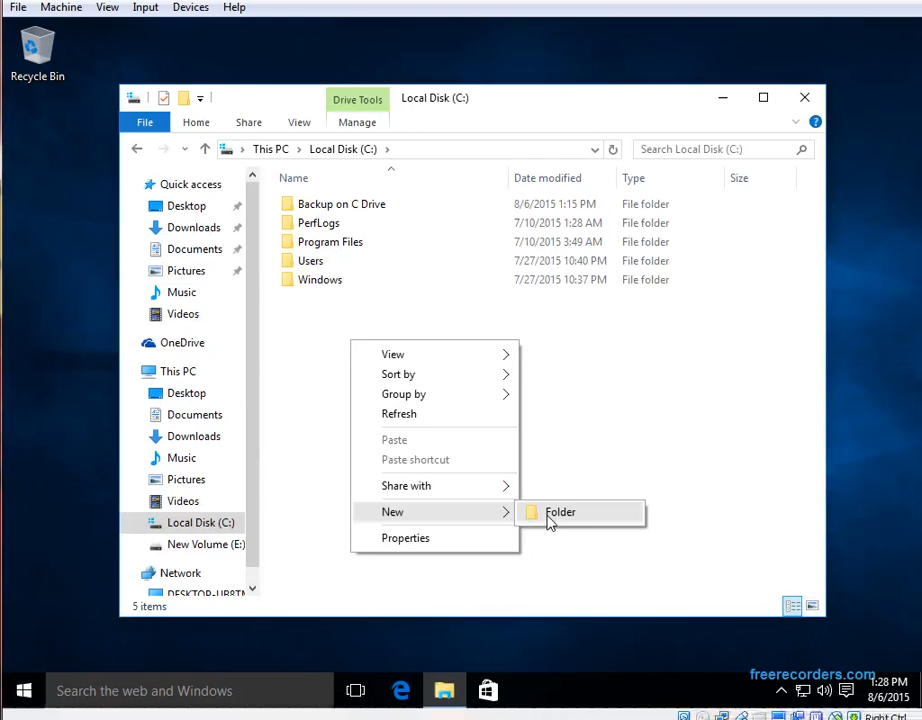 File Machine View Input Devices Help
Recycle Bin
Drive Tools Local Disk (C:)
File Home Share View Manage
This PC Local Disk (C:) Search Local Disk (C:)
Name Date modified Type Size
Quick access
Desktop
Downloads
Documents
Pictures
Music
Videos
OneDrive
This PC
Desktop
Documents
Downloads
Music
Pictures
Videos
Local Disk (C:)
New Volume (E:)
Network
Backup on C Drive 8/6/2015 1:15 PM File folder
PerfLogs 7/10/2015 1:28 AM File folder
Program Files 7/10/2015 3:49 AM File folder
Users 7/27/2015 10:40 PM File folder
Windows 7/27/2015 10:37 PM File folder
View
Sort by
Group by
Refresh
Paste
Paste shortcut
Share with
New
Folder
Properties
5 items
Search the web and Windows
freerecorders.com
1:28 PM
8/6/2015
Right Ctrl